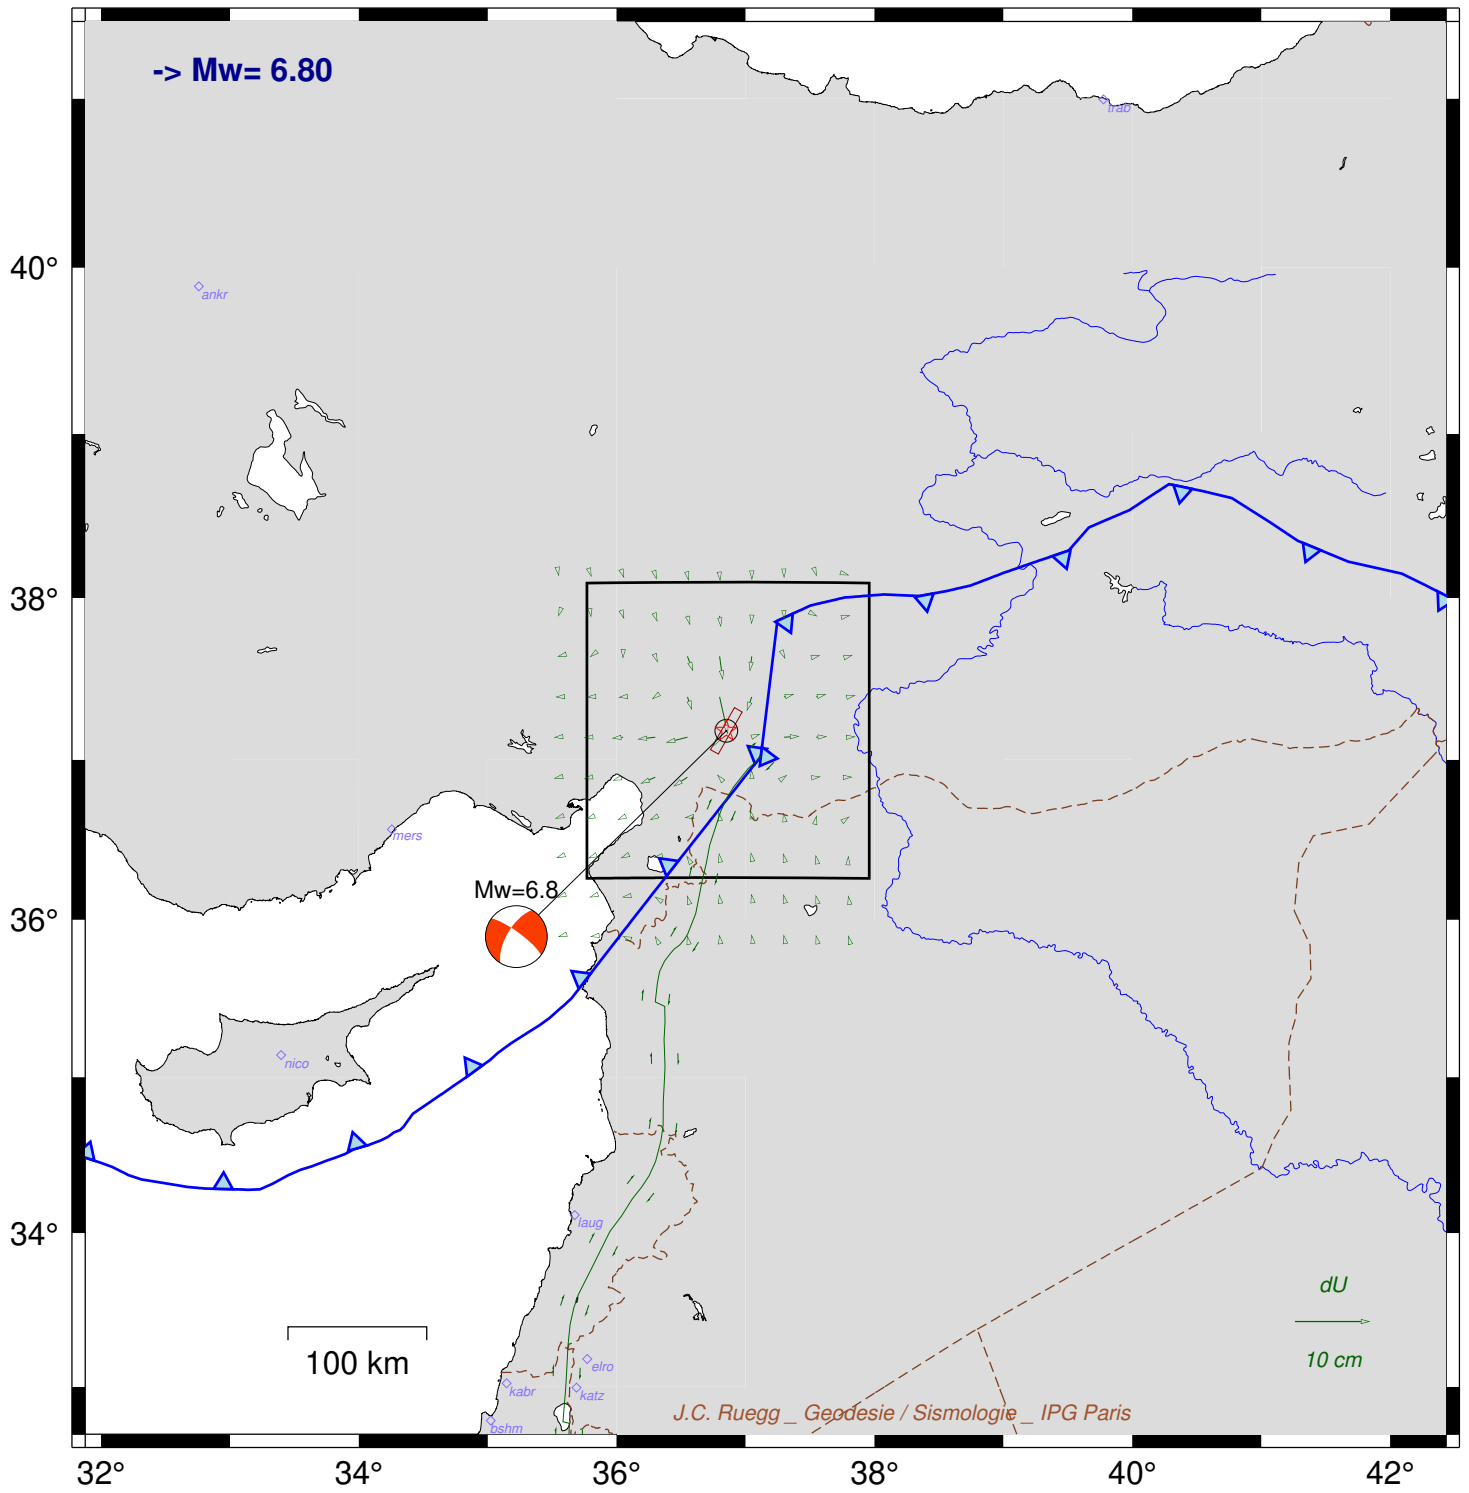 -> Mw= 6.80
trab
40°
ankr
38°
mers
Mw=6.8
36°
nico
laug
34°
dU
100 km
10 cm
elro
kabr
katz
bshm
J.C. Ruegg _ Geodesie / Sismologie _ IPG Paris
32°
34°
36°
38°
40°
42°